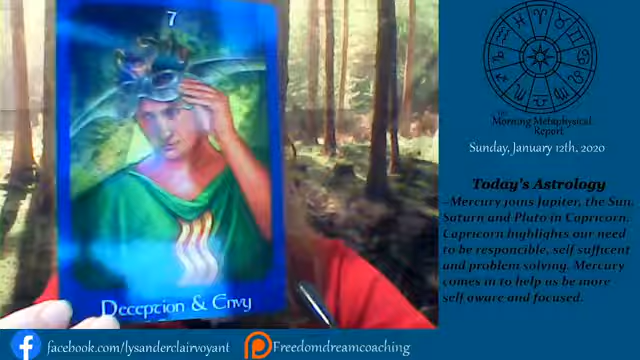 7
Deception & Envy
The Morning Metaphysical
Report
Sunday, January 12th, 2020
Today's Astrology
~Mercury joins Jupiter, the Sun,
Saturn and Pluto in Capricorn.
Capricorn highlights our need
to be responsible, self sufficent
and problem solving. Mercury
comes in to help us be more
self aware and focused.
facebook.com/lysanderclairvoyant
Freedomdreamcoaching